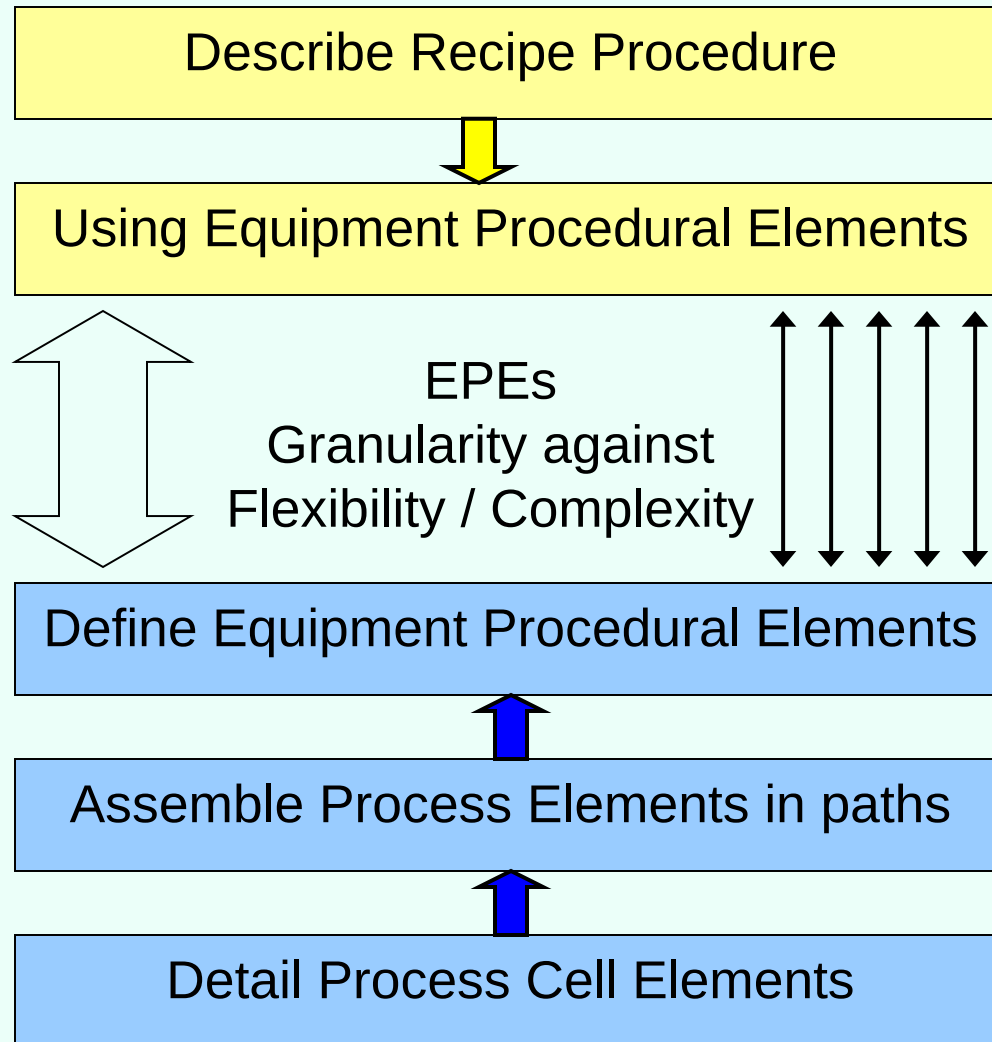 Describe Recipe Procedure
Using Equipment Procedural Elements
EPEs
Granularity against
Flexibility / Complexity
Define Equipment Procedural Elements
Assemble Process Elements in paths
Detail Process Cell Elements